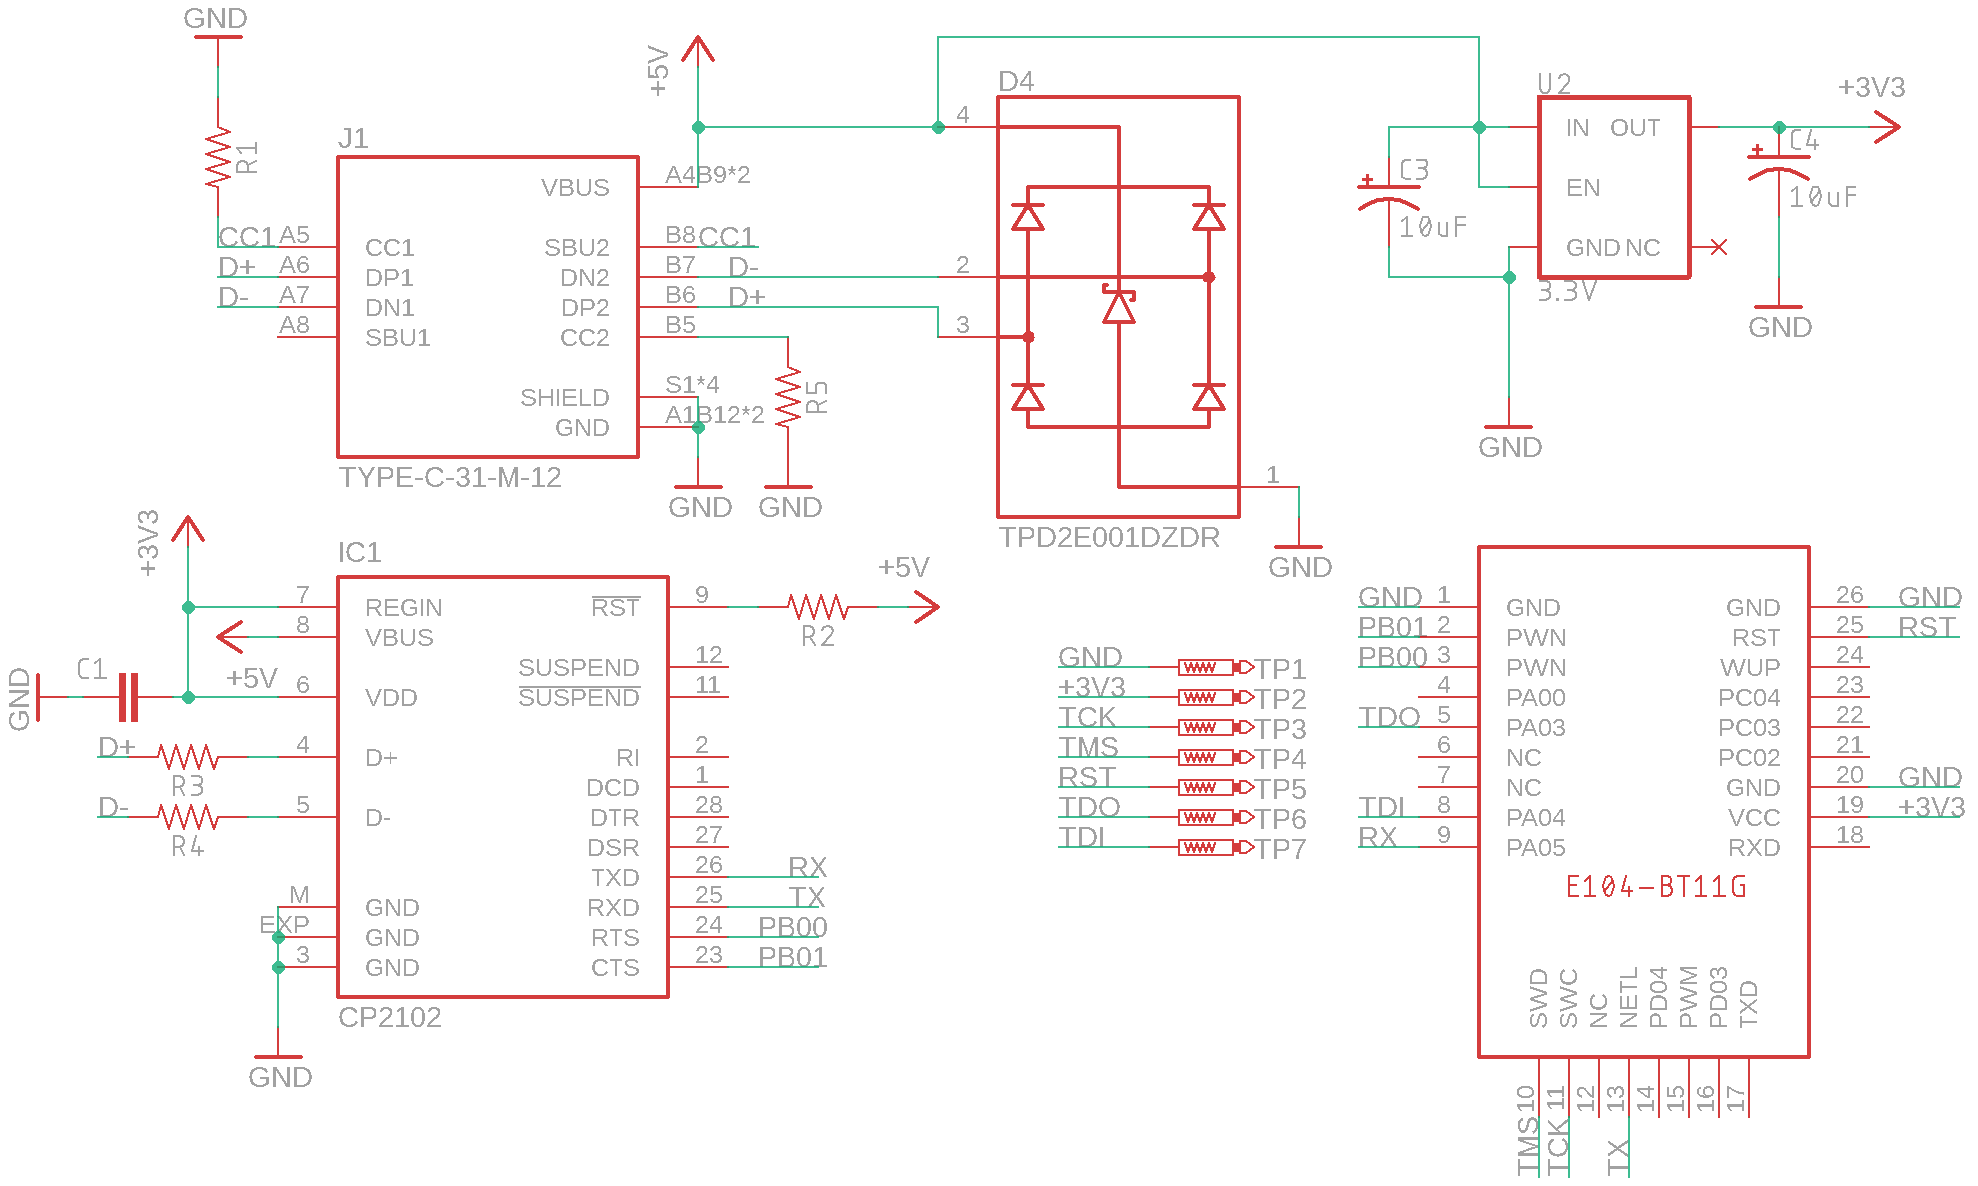 GND
R1
J1
CC1
D+
D-
A5
A6
A7
A8
CC1
DP1
DN1
SBU1
VBUS
SBU2
DN2
DP2
CC2
SHIELD
GND
A4B9*2
B8
B7
B6
B5
S1*4
A1B12*2
CC1
D-
D+
TYPE-C-31-M-12
+5V
R5
GND
GND
D4
4
2
3
1
TPD2E001DZDR
GND
U2
IN
OUT
EN
GND
NC
3.3V
C3
10uF
GND
+3V3
C4
10uF
GND
+3V3
IC1
7
8
6
4
5
M
EXP
3
REGIN
VBUS
VDD
D+
D-
GND
GND
GND
GND
C1
+5V
D+
R3
D-
R4
GND
RST
SUSPEND
SUSPEND
RI
DCD
DTR
DSR
TXD
RXD
RTS
CTS
9
12
11
2
1
28
27
26
25
24
23
RX
TX
PB00
PB01
R2
+5V
CP2102
GND TP1
+3V3 TP2
TCK TP3
TMS TP4
RST TP5
TDO TP6
TDI TP7
GND 1 GND
PB01 2 PWN
PB00 3 PWN
4 PA00
TDO 5 PA03
6 NC
7 NC
TDI 8 PA04
RX 9 PA05
GND 26 GND
RST 25 RST
WUP 24
PC04 23
PC03 22
PC02 21
GND 20 GND
VCC 19 +3V3
RXD 18
E104-BT11G
SWD
SWC
NC
NETL
PD04
PWM
PD03
TXD
10
11
12
13
14
15
16
17
TMS
TCK
TX